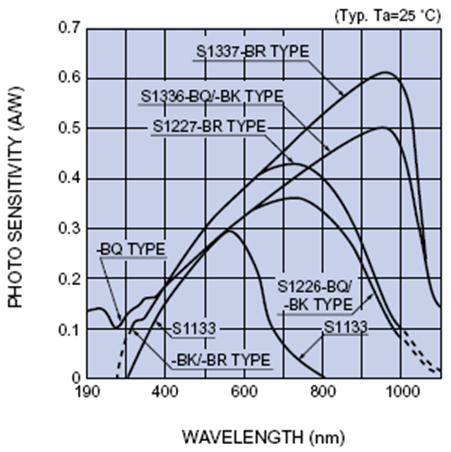 (Typ. Ta=25 ˚C)
0.7
S1337-BR TYPE
0.6
S1336-BQ/-BK TYPE
0.5
S1227-BR TYPE
0.4
PHOTO SENSITIVITY (A/W)
0.3
-BQ TYPE
0.2
S1226-BQ/
-BK TYPE
0.1
S1133
S1133
-BK/-BR TYPE
0
190
400
600
800
1000
WAVELENGTH (nm)